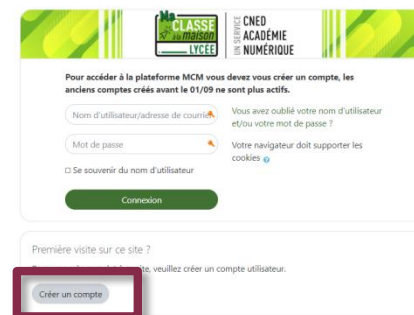 Ma
CLASSE
à la maison
LYCÉE
UN SERVICE
CNED
ACADÉMIE
NUMÉRIQUE
Pour accéder à la plateforme MCM vous devez vous créer un compte, les
anciens comptes créés avant le 01/09 ne sont plus actifs.
Nom d'utilisateur/adresse de courriel
Vous avez oublié votre nom d'utilisateur
et/ou votre mot de passe ?
Mot de passe
Votre navigateur doit supporter les
cookies
Se souvenir du nom d'utilisateur
Connexion
Première visite sur ce site ?
te, veuillez créer un compte utilisateur.
Créer un compte